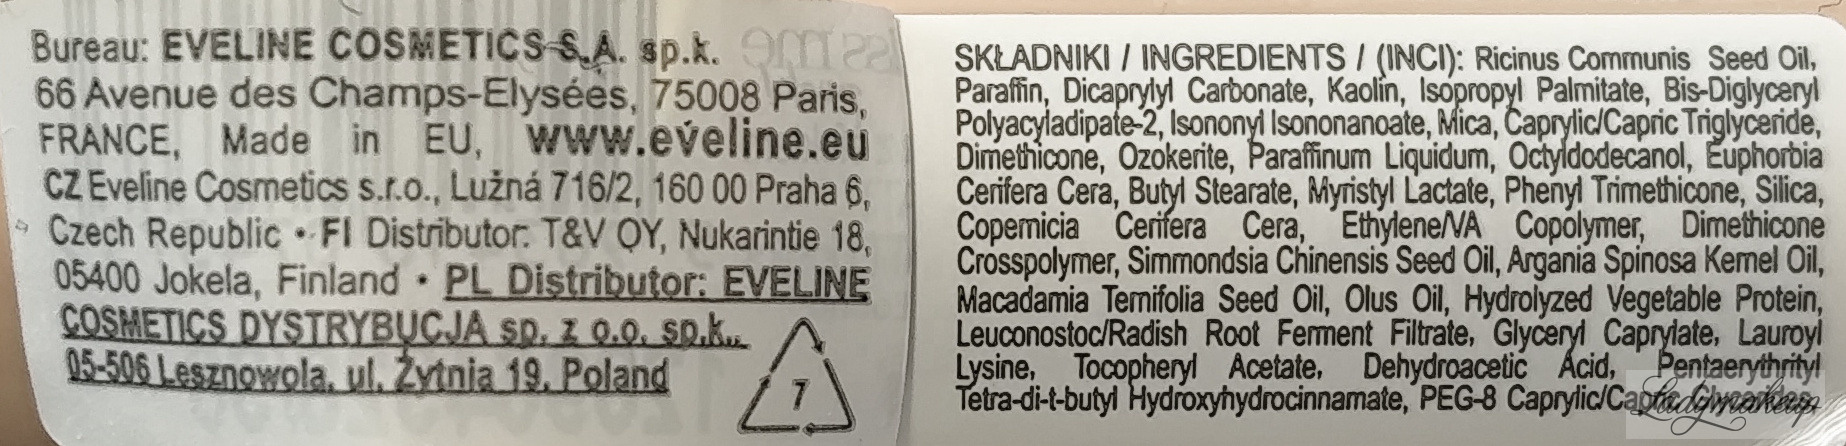 Bureau: EVELINE COSMETICS S.A. sp.k.
66 Avenue des Champs-Elysées, 75008 Paris,
FRANCE, Made in EU, www.eveline.eu
CZ Eveline Cosmetics s.r.o., Lužná 716/2, 160 00 Praha 6,
Czech Republic • FI Distributor: T&V OY, Nukarintie 18,
05400 Jokela, Finland • PL Distributor: EVELINE
COSMETICS DYSTRYBUCJA sp. z o.o. sp.k.,
05-506 Lesznowola, ul. Żytnia 19, Poland
7
SKŁADNIKI / INGREDIENTS / (INCI): Ricinus Communis Seed Oil,
Paraffin, Dicaprylyl Carbonate, Kaolin, Isopropyl Palmitate, Bis-Diglyceryl
Polyacyladipate-2, Isononyl Isononanoate, Mica, Caprylic/Capric Triglyceride,
Dimethicone, Ozokerite, Paraffinum Liquidum, Octyldodecanol, Euphorbia
Cerifera Cera, Butyl Stearate, Myristyl Lactate, Phenyl Trimethicone, Silica,
Copernicia Cerifera Cera, Ethylene/VA Copolymer, Dimethicone
Crosspolymer, Simmondsia Chinensis Seed Oil, Argania Spinosa Kernel Oil,
Macadamia Ternifolia Seed Oil, Olus Oil, Hydrolyzed Vegetable Protein,
Leuconostoc/Radish Root Ferment Filtrate, Glyceryl Caprylate, Lauroyl
Lysine, Tocopheryl Acetate, Dehydroacetic Acid, Pentaerythrityl
Tetra-di-t-butyl Hydroxyhydrocinnamate, PEG-8 Caprylic/Capric
Ladymakeup